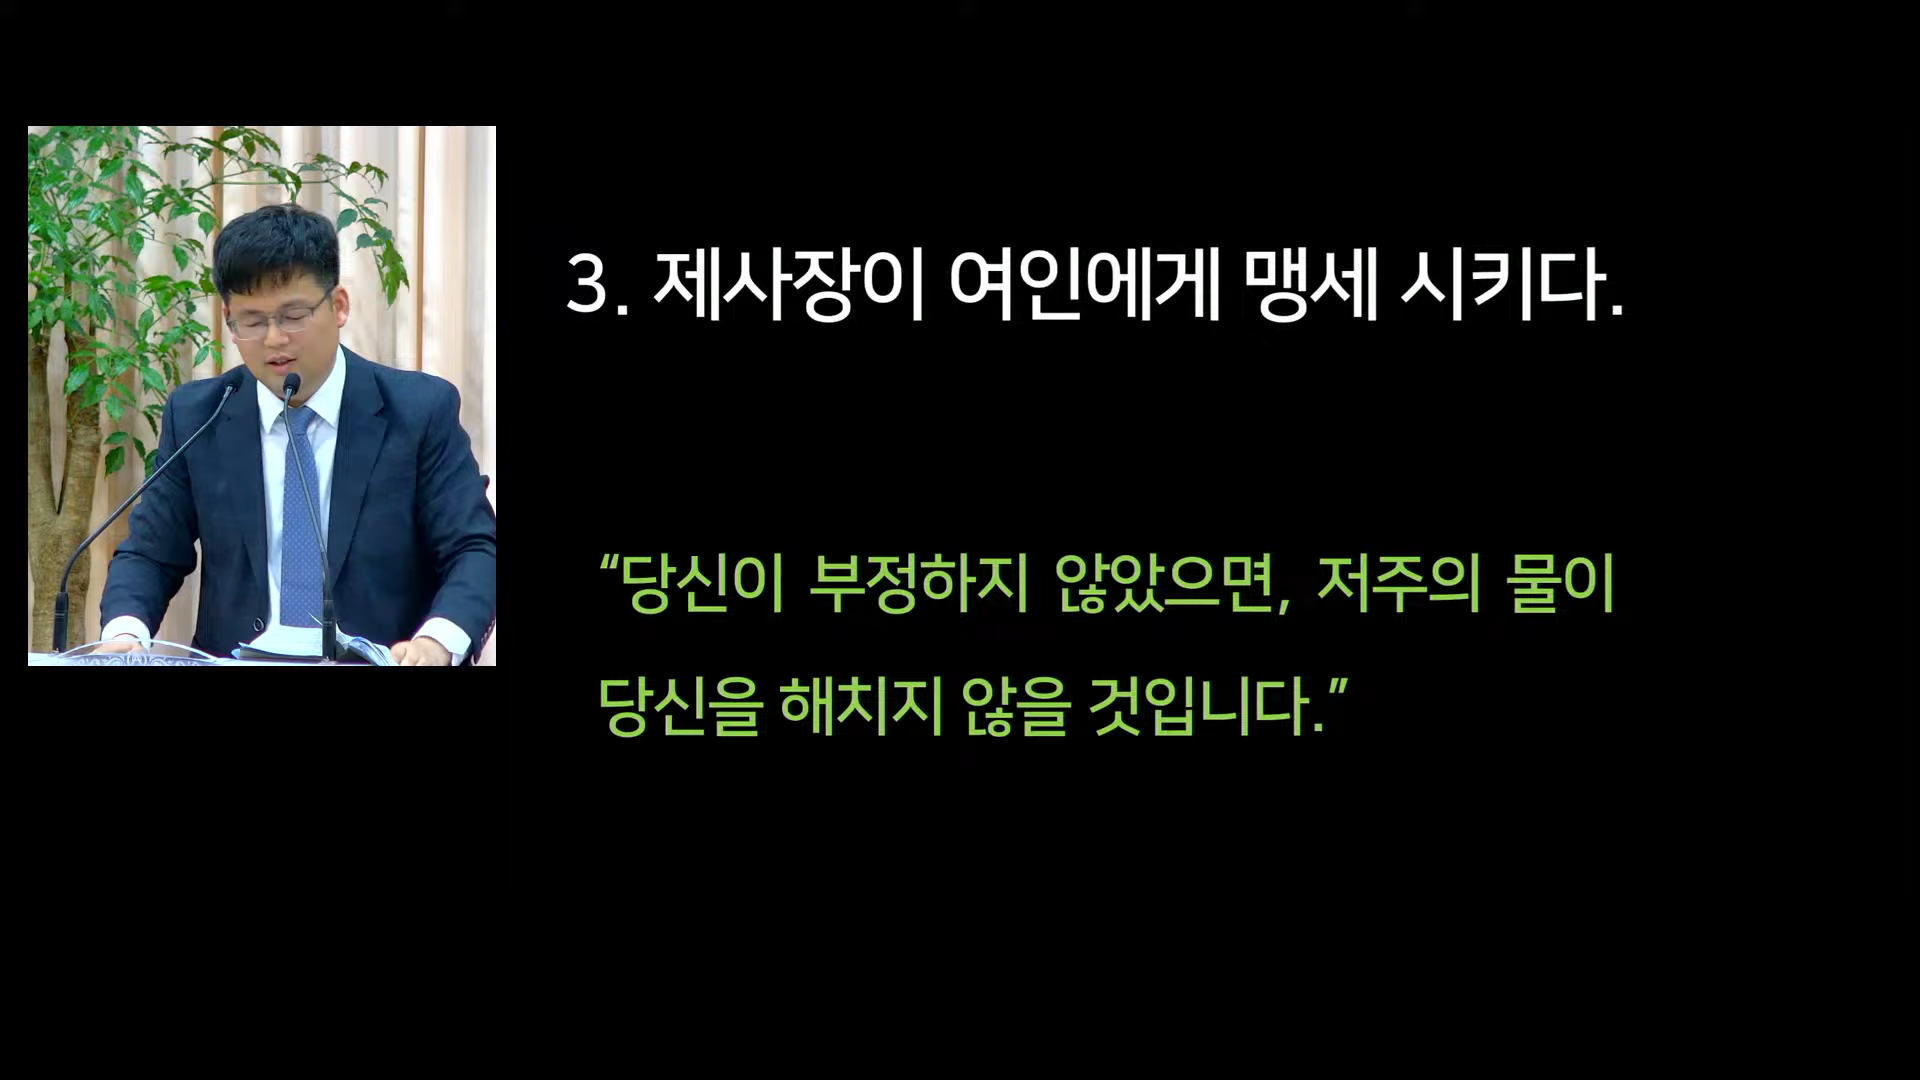 3. 제사장이 여인에게 맹세 시키다.
“당신이 부정하지 않았으면, 저주의 물이
당신을 해치지 않을 것입니다.”